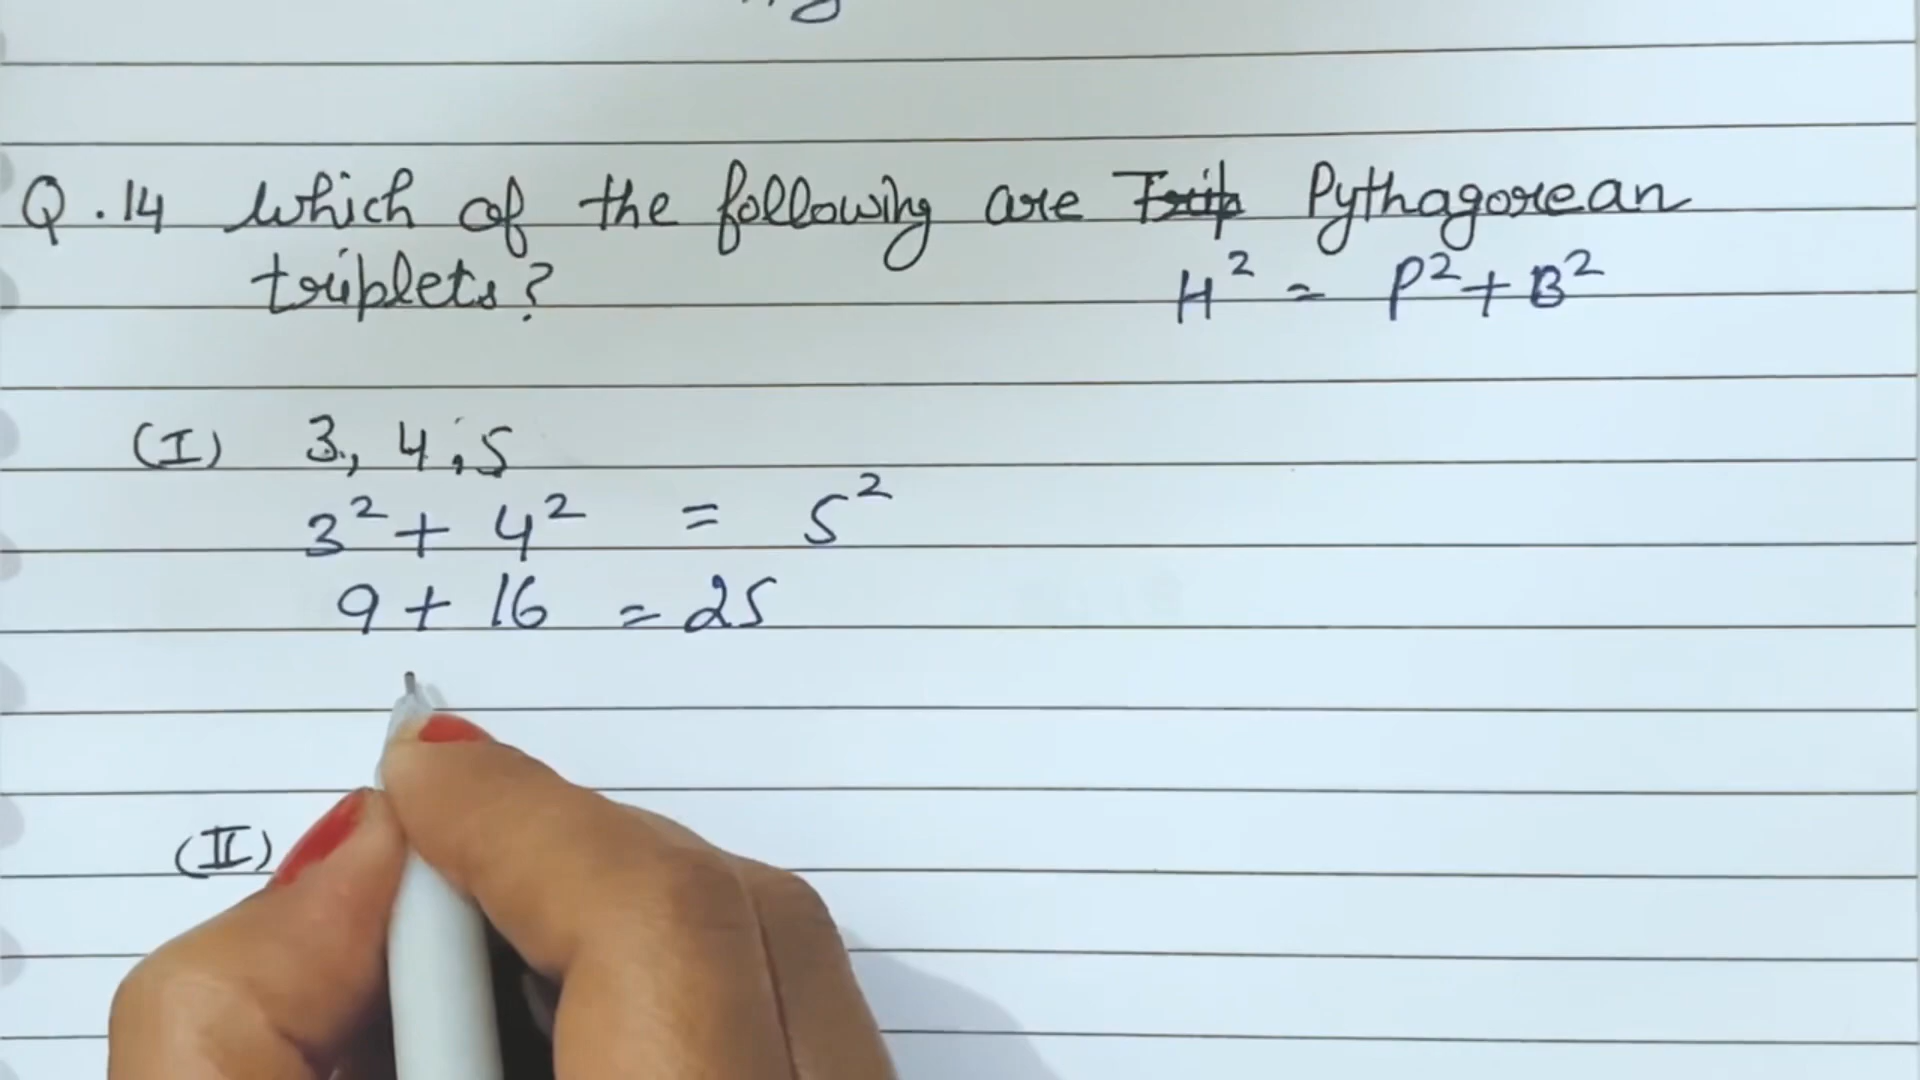 Q.14 Which of the following are Pythagorean
triplets?
H² = P² + B²
(I) 3, 4, 5
3² + 4² = 5²
9 + 16 = 25
(II)